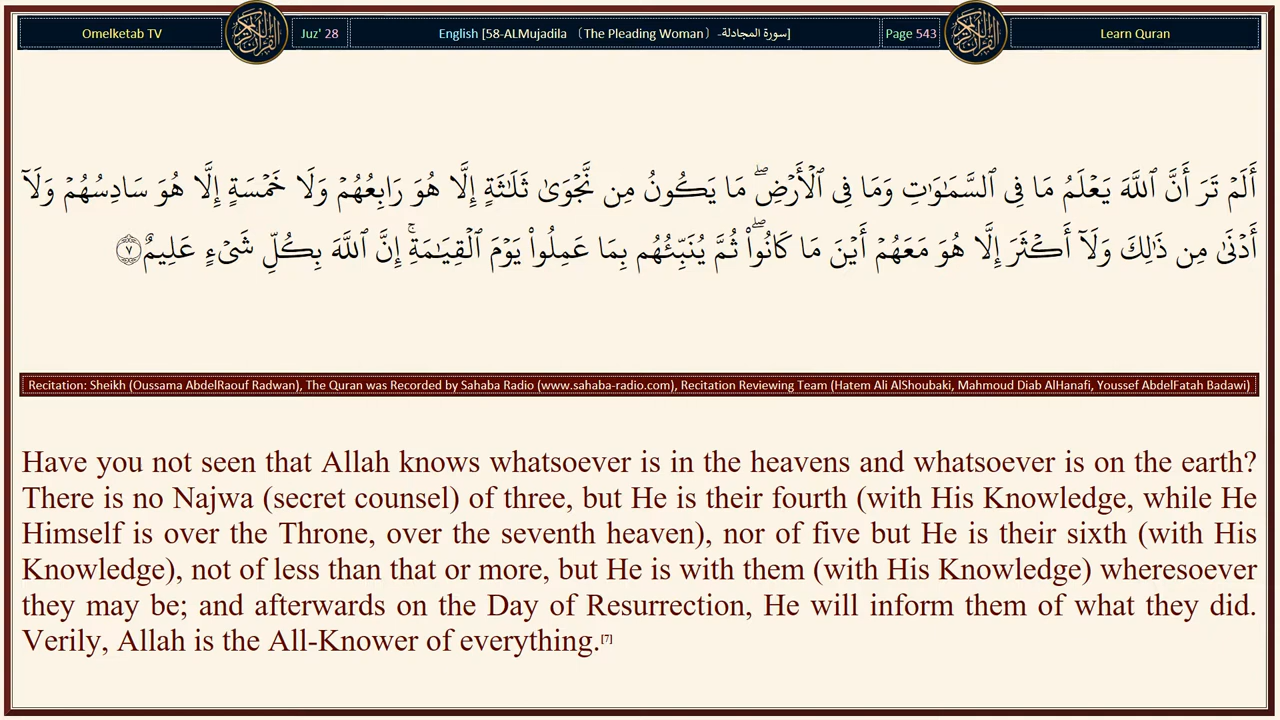 Omelketab TV
Juz' 28
English [58-ALMujadila 〔The Pleading Woman〕 -سورة المجادلة]
Page 543
Learn Quran
أَلَمۡ تَرَ أَنَّ ٱللَّهَ يَعۡلَمُ مَا فِي ٱلسَّمَٰوَٰتِ وَمَا فِي ٱلۡأَرۡضِۖ مَا يَكُونُ مِن نَّجۡوَىٰ ثَلَٰثَةٍ إِلَّا هُوَ رَابِعُهُمۡ وَلَا خَمۡسَةٍ إِلَّا هُوَ سَادِسُهُمۡ وَلَآ
أَدۡنَىٰ مِن ذَٰلِكَ وَلَآ أَكۡثَرَ إِلَّا هُوَ مَعَهُمۡ أَيۡنَ مَا كَانُواْۖ ثُمَّ يُنَبِّئُهُم بِمَا عَمِلُواْ يَوۡمَ ٱلۡقِيَٰمَةِۚ إِنَّ ٱللَّهَ بِكُلِّ شَيۡءٍ عَلِيمٌ ٧
Recitation: Sheikh (Oussama AbdelRaouf Radwan), The Quran was Recorded by Sahaba Radio (www.sahaba-radio.com), Recitation Reviewing Team (Hatem Ali AlShoubaki, Mahmoud Diab AlHanafi, Youssef AbdelFatah Badawi)
Have you not seen that Allah knows whatsoever is in the heavens and whatsoever is on the earth?
There is no Najwa (secret counsel) of three, but He is their fourth (with His Knowledge, while He
Himself is over the Throne, over the seventh heaven), nor of five but He is their sixth (with His
Knowledge), not of less than that or more, but He is with them (with His Knowledge) wheresoever
they may be; and afterwards on the Day of Resurrection, He will inform them of what they did.
Verily, Allah is the All-Knower of everything.[7]